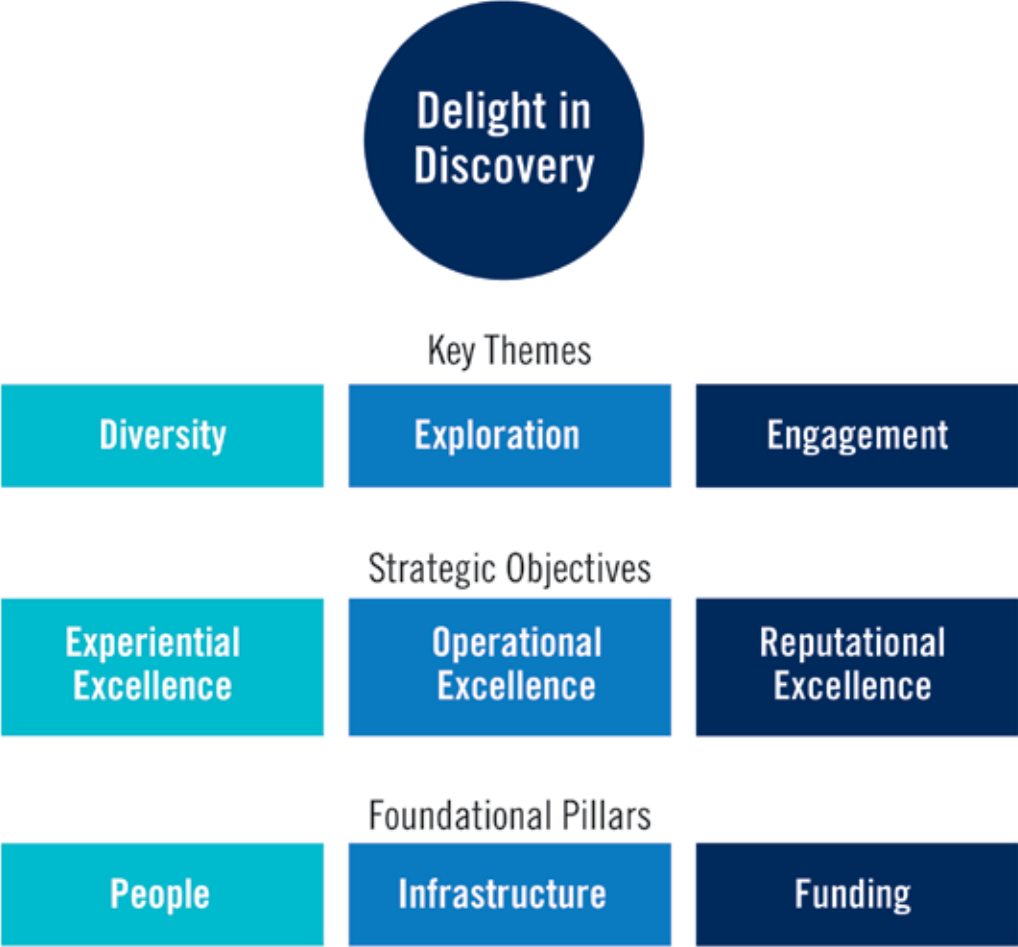 Delight in
Discovery
Key Themes
Diversity
Exploration
Engagement
Strategic Objectives
Experiential
Excellence
Operational
Excellence
Reputational
Excellence
Foundational Pillars
People
Infrastructure
Funding